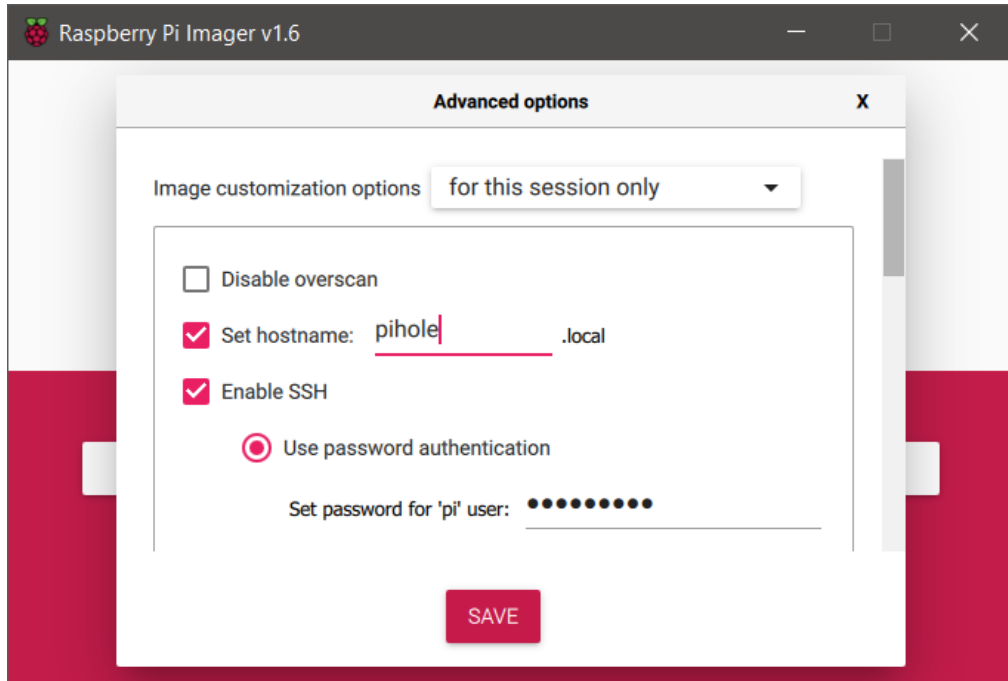 Raspberry Pi Imager v1.6
Advanced options X
Image customization options for this session only
Disable overscan
Set hostname: pihole .local
Enable SSH
Use password authentication
Set password for 'pi' user: •••••••••
SAVE